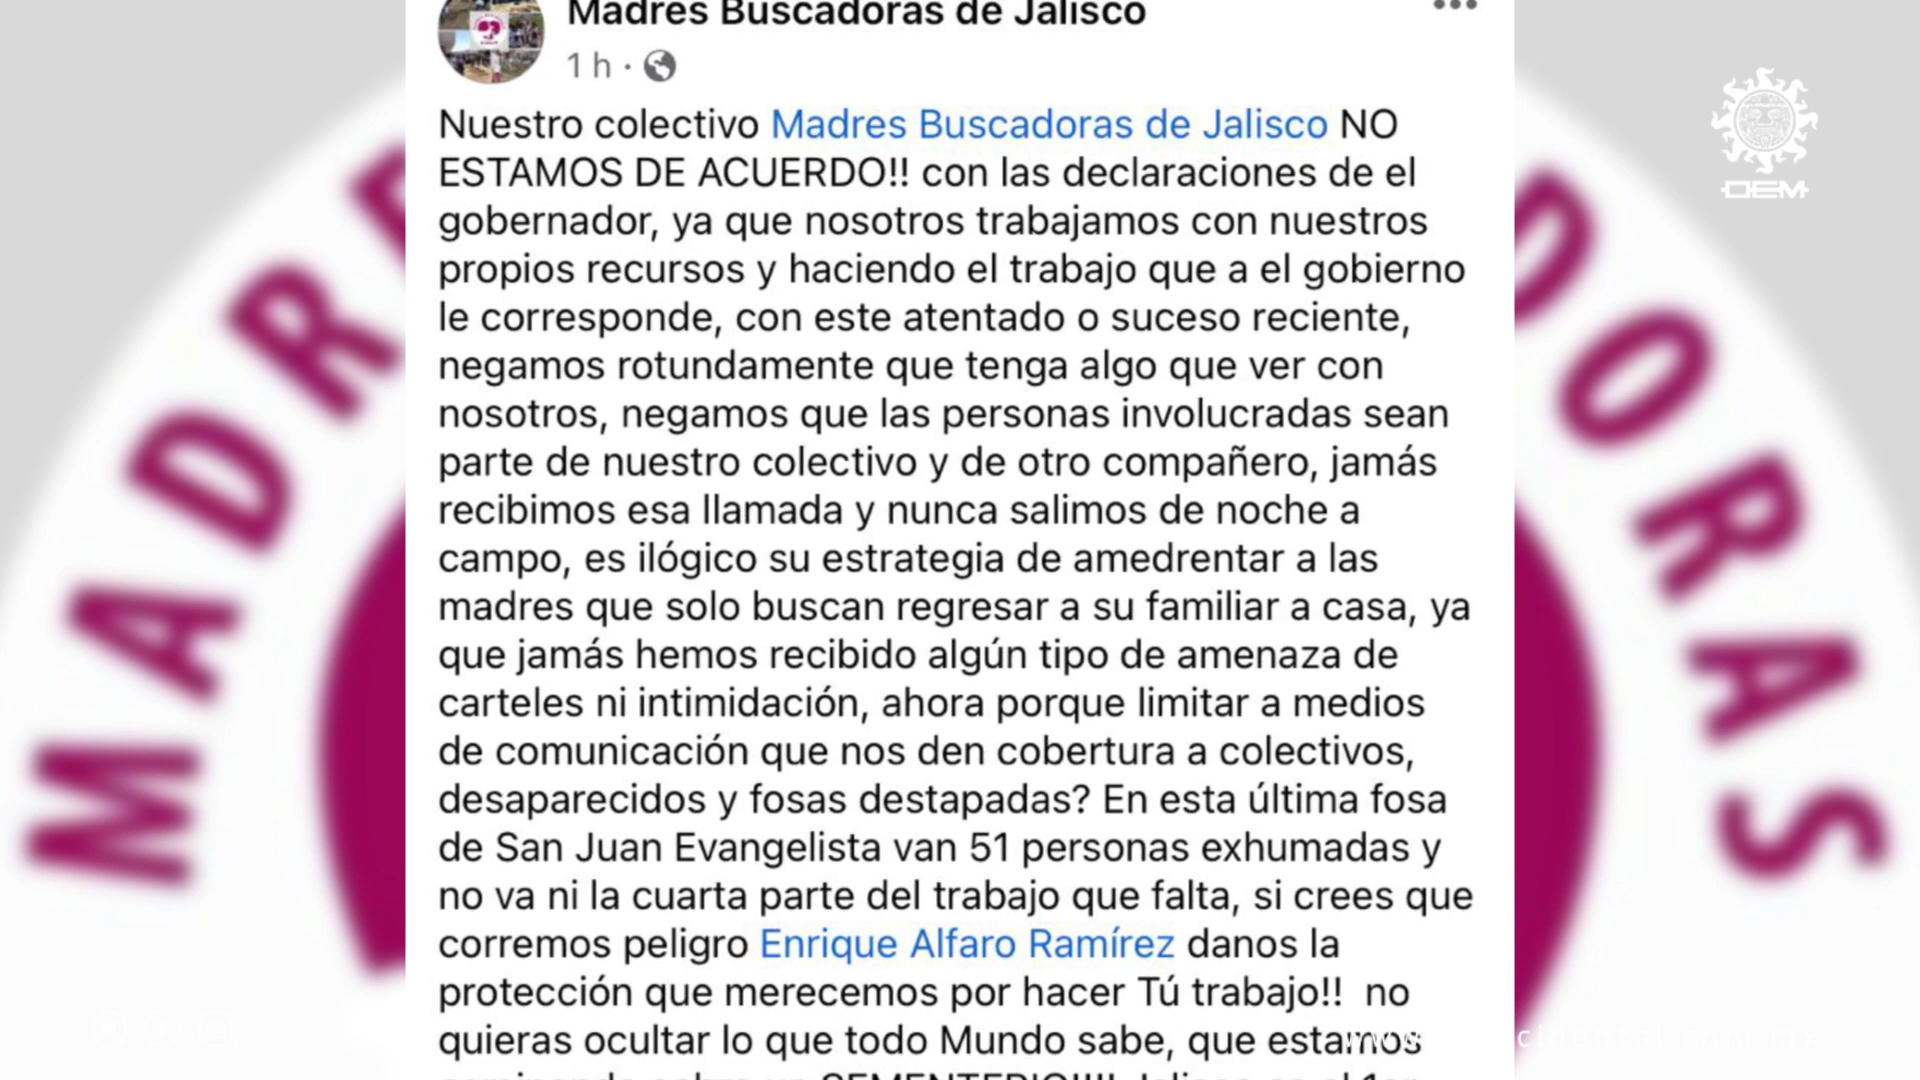 Madres Buscadoras de Jalisco
1 h ·
Nuestro colectivo Madres Buscadoras de Jalisco NO
ESTAMOS DE ACUERDO!! con las declaraciones de el
gobernador, ya que nosotros trabajamos con nuestros
propios recursos y haciendo el trabajo que a el gobierno
le corresponde, con este atentado o suceso reciente,
negamos rotundamente que tenga algo que ver con
nosotros, negamos que las personas involucradas sean
parte de nuestro colectivo y de otro compañero, jamás
recibimos esa llamada y nunca salimos de noche a
campo, es ilógico su estrategia de amedrentar a las
madres que solo buscan regresar a su familiar a casa, ya
que jamás hemos recibido algún tipo de amenaza de
carteles ni intimidación, ahora porque limitar a medios
de comunicación que nos den cobertura a colectivos,
desaparecidos y fosas destapadas? En esta última fosa
de San Juan Evangelista van 51 personas exhumadas y
no va ni la cuarta parte del trabajo que falta, si crees que
corremos peligro Enrique Alfaro Ramírez danos la
protección que merecemos por hacer Tú trabajo!! no
quieras ocultar lo que todo Mundo sabe, que estamos
CEMENTERIO!!!!
MADRE
DORAS
OEM